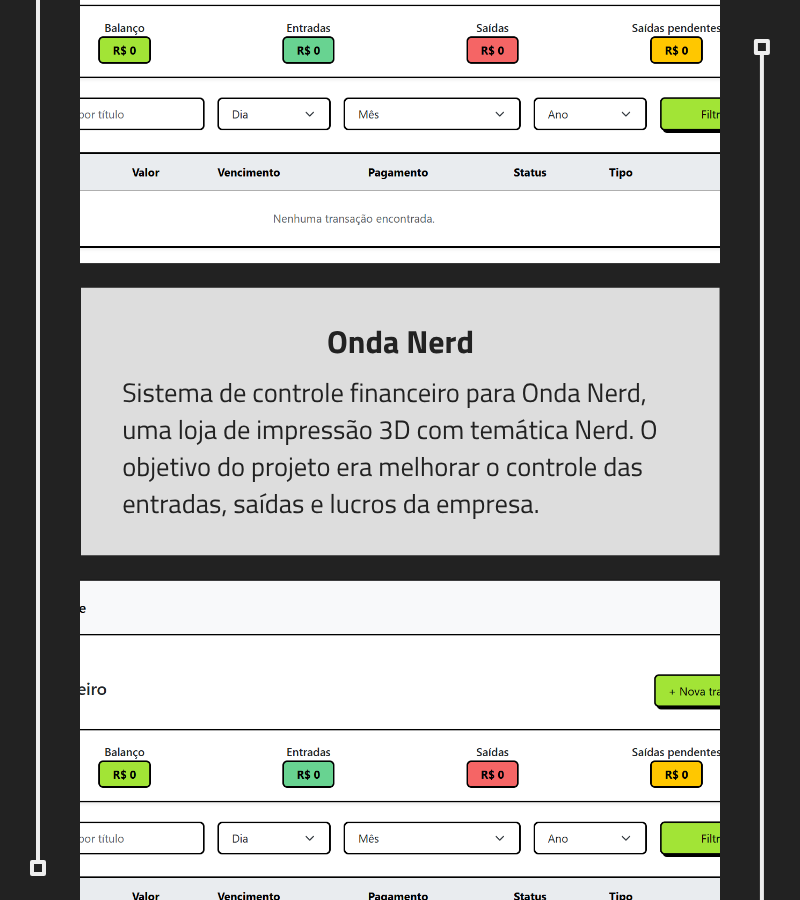 Balanço Entradas Saídas Saídas pendentes
R$ 0 R$ 0 R$ 0 R$ 0
por título Dia Mês Ano Filtr
Valor Vencimento Pagamento Status Tipo
Nenhuma transação encontrada.
Onda Nerd
Sistema de controle financeiro para Onda Nerd,
uma loja de impressão 3D com temática Nerd. O
objetivo do projeto era melhorar o controle das
entradas, saídas e lucros da empresa.
e
eiro + Nova tra
Balanço Entradas Saídas Saídas pendentes
R$ 0 R$ 0 R$ 0 R$ 0
por título Dia Mês Ano Filtr
Valor Vencimento Pagamento Status Tipo